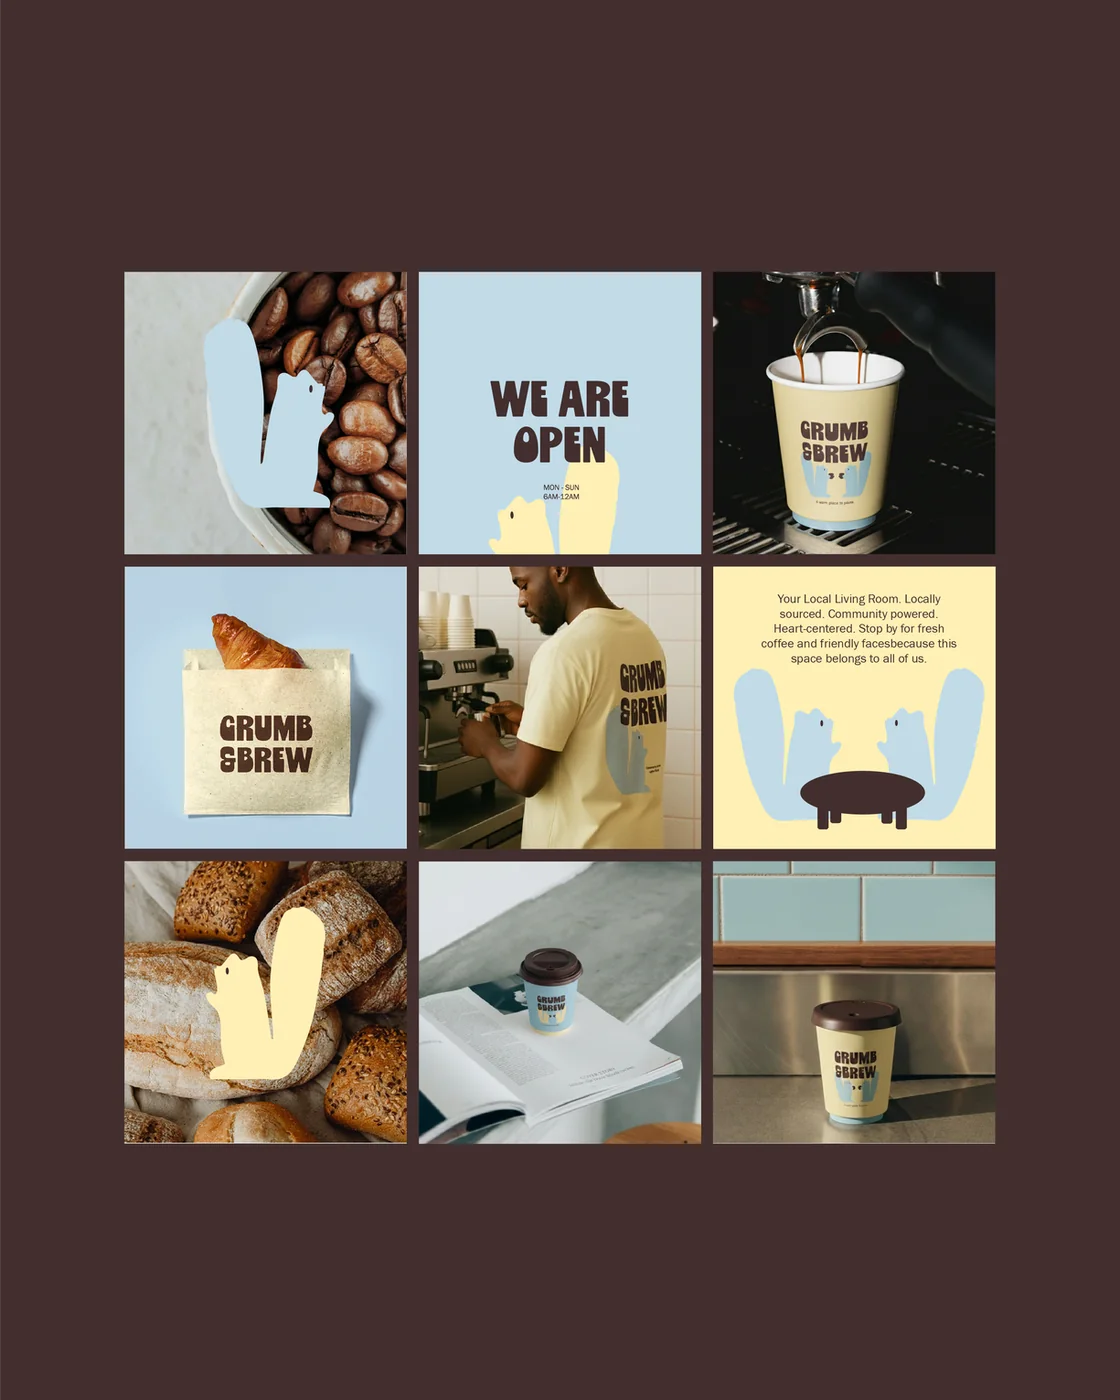 WE ARE
OPEN
MON - SUN
6AM-12AM
GRUMB
&BREW
GRUMB
&BREW
GRUMB
&BREW
Your Local Living Room. Locally
sourced. Community powered.
Heart-centered. Stop by for fresh
coffee and friendly facesbecause this
space belongs to all of us.
GRUMB
&BREW
GRUMB
&BREW